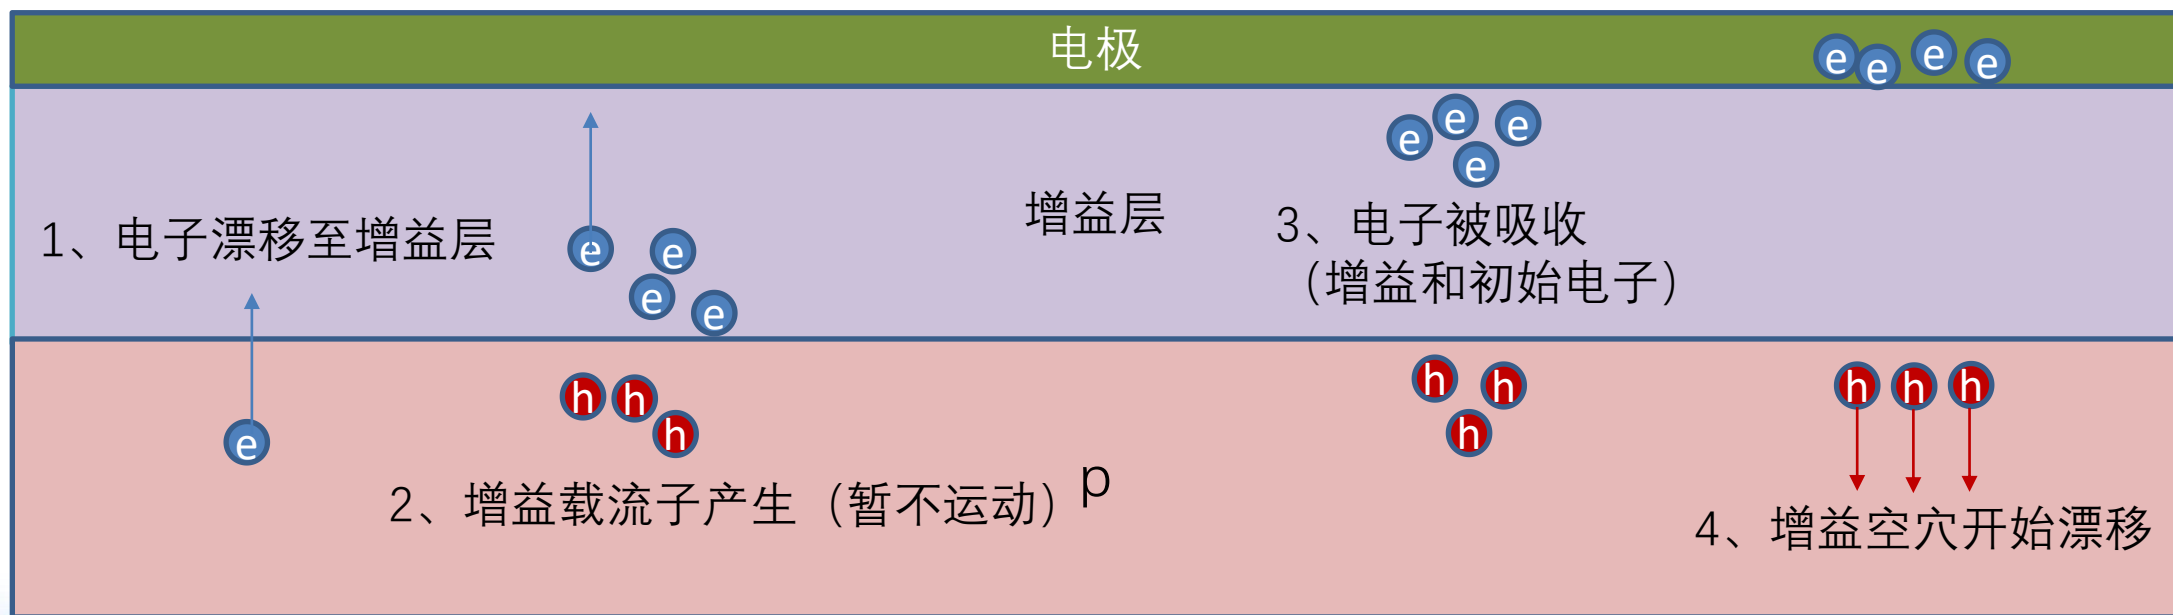 电极
e e e e
e e e e
增益层
1、电子漂移至增益层
3、电子被吸收
（增益和初始电子）
e e e e
h h h
h h h
h h h
e
2、增益载流子产生（暂不运动）
p
4、增益空穴开始漂移